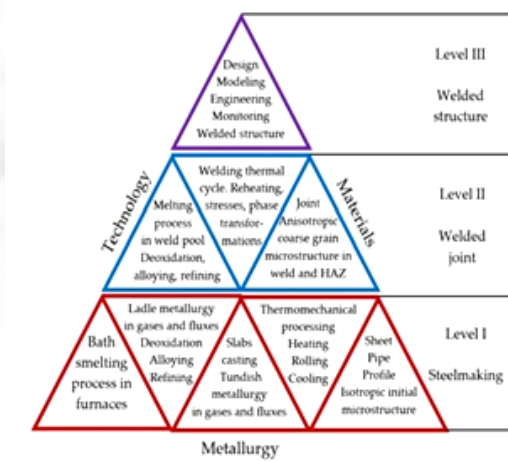 Design
Modeling
Engineering
Monitoring
Welded structure
Level III
Welded
structure
Technology
Melting
process
in weld pool
Deoxidation,
alloying, refining
Welding thermal
cycle. Reheating,
stresses, phase
transfor-
mations
Joint
Anisotropic
coarse grain
microstructure in
weld and HAZ
Materials
Level II
Welded
joint
Bath
smelting
process in
furnaces
Ladle metallurgy
in gases and fluxes
Deoxidation
Alloying
Refining
Slabs
casting
Tundish
metallurgy
in gases and fluxes
Thermomechanical
processing
Heating
Rolling
Cooling
Sheet
Pipe
Profile
Isotropic initial
microstructure
Level I
Steelmaking
Metallurgy